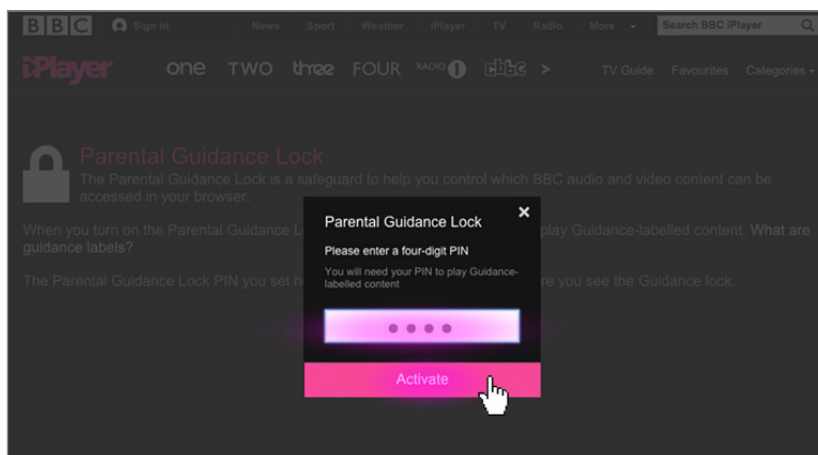 BBC Sign in News Sport Weather iPlayer TV Radio More Search BBC iPlayer
iPlayer one TWO three FOUR RADIO 1 cbbc > TV Guide Favourites Categories
Parental Guidance Lock
The Parental Guidance Lock is a safeguard to help you control which BBC audio and video content can be
accessed in your browser.
When you turn on the Parental Guidance L play Guidance-labelled content. What are
guidance labels?
The Parental Guidance Lock PIN you set h re you see the Guidance lock.
Parental Guidance Lock ×
Please enter a four-digit PIN
You will need your PIN to play Guidance-
labelled content
Activate